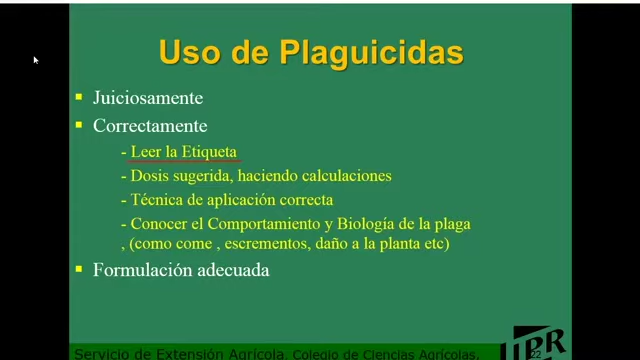 Uso de Plaguicidas
Juiciosamente
Correctamente
- Leer la Etiqueta
- Dosis sugerida, haciendo calculaciones
- Técnica de aplicación correcta
- Conocer el Comportamiento y Biología de la plaga
, (como come , escrementos, daño a la planta etc)
Formulación adecuada
Servicio de Extensión Agrícola, Colegio de Ciencias Agrícolas,
22
UPR